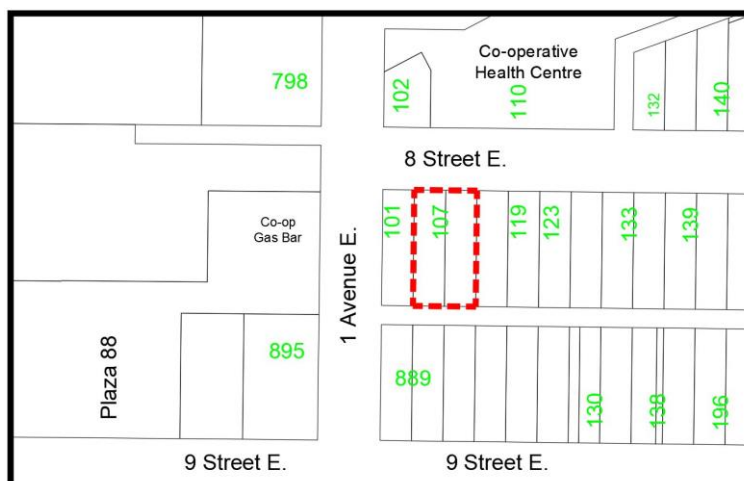 798
102
Co-operative
Health Centre
110
132
140
8 Street E.
101
107
119
123
133
139
Co-op
Gas Bar
1 Avenue E.
Plaza 88
895
889
130
138
196
9 Street E.
9 Street E.